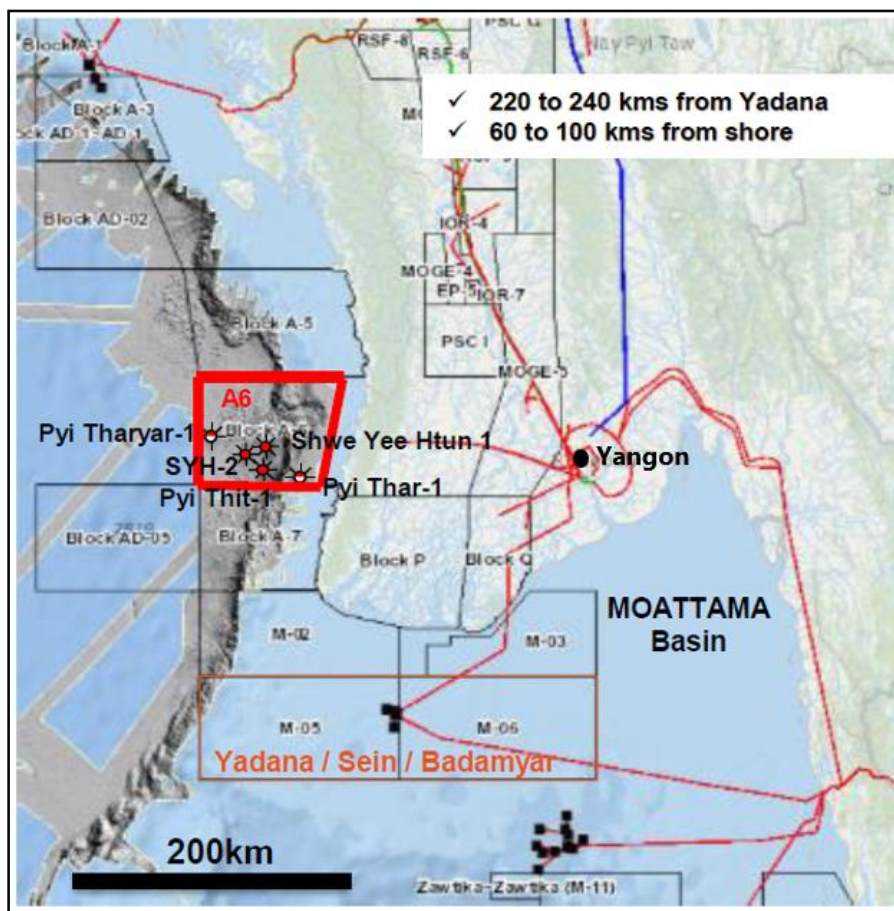 PSC G
Block A-1
RSF-8
RSF-6
Nay Pyi Taw
✓ 220 to 240 kms from Yadana
✓ 60 to 100 kms from shore
Block A-3
Block AD-1
AD-1
Block AD-02
IOR-4
MOGE-4
EP-5
IOR-7
Block A-5
PSC I
MOGE-5
A6
Pyi Tharyar-1
Shwe Yee Htun 1
Yangon
SYH-2
Pyi Thit-1
Pyi Thar-1
Block AD-05
Block A-7
Block P
Block O
MOATTAMA
Basin
M-02
M-03
M-05
M-06
Yadana / Sein / Badamyar
200km
Zawtika-Zawtika (M-11)